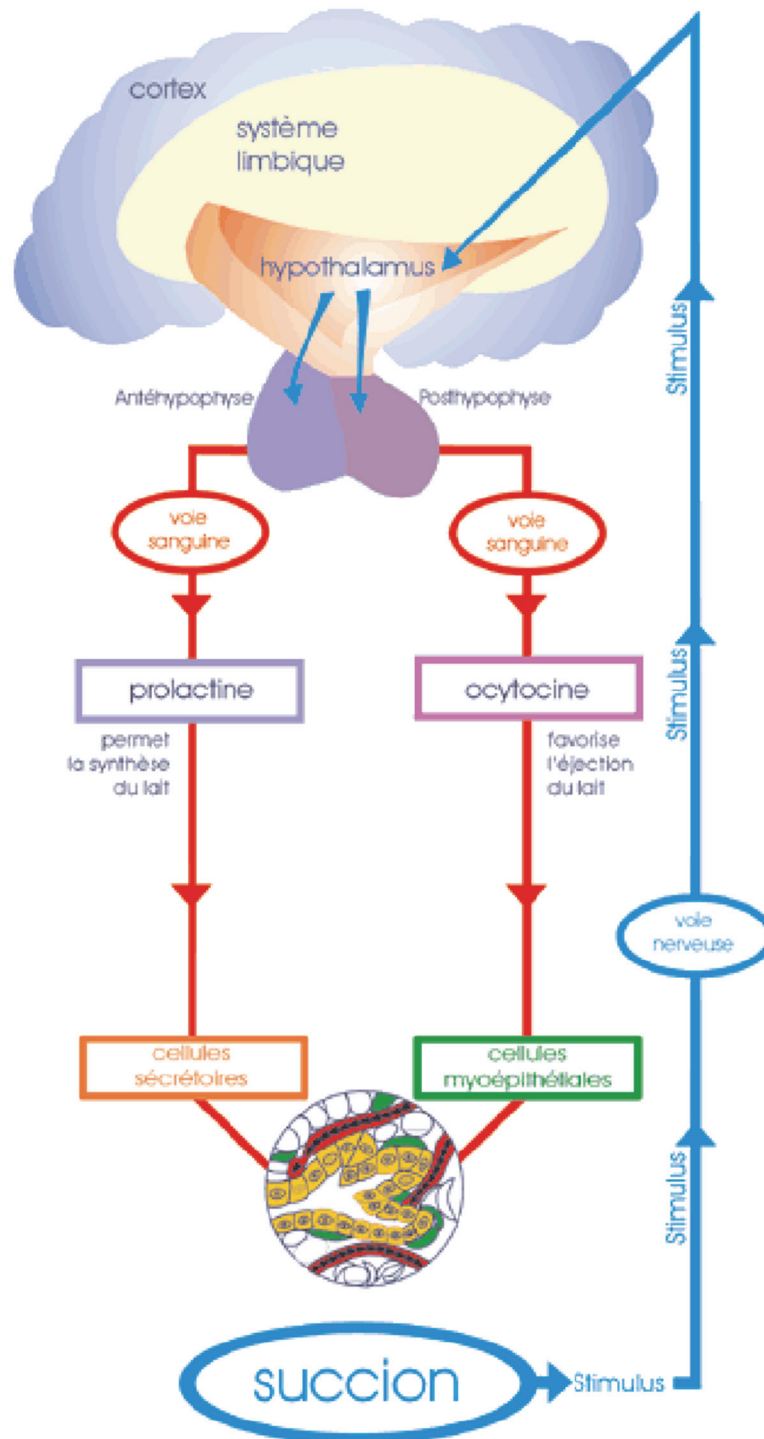 cortex
système
limbique
hypothalamus
Antéhypophyse
Posthypophyse
voie
sanguine
voie
sanguine
prolactine
ocytocine
permet
la synthèse
du lait
favorise
l'éjection
du lait
cellules
sécrétoires
cellules
myoépithétiales
Stimulus
Stimulus
voie
nerveuse
Stimulus
succion
Stimulus